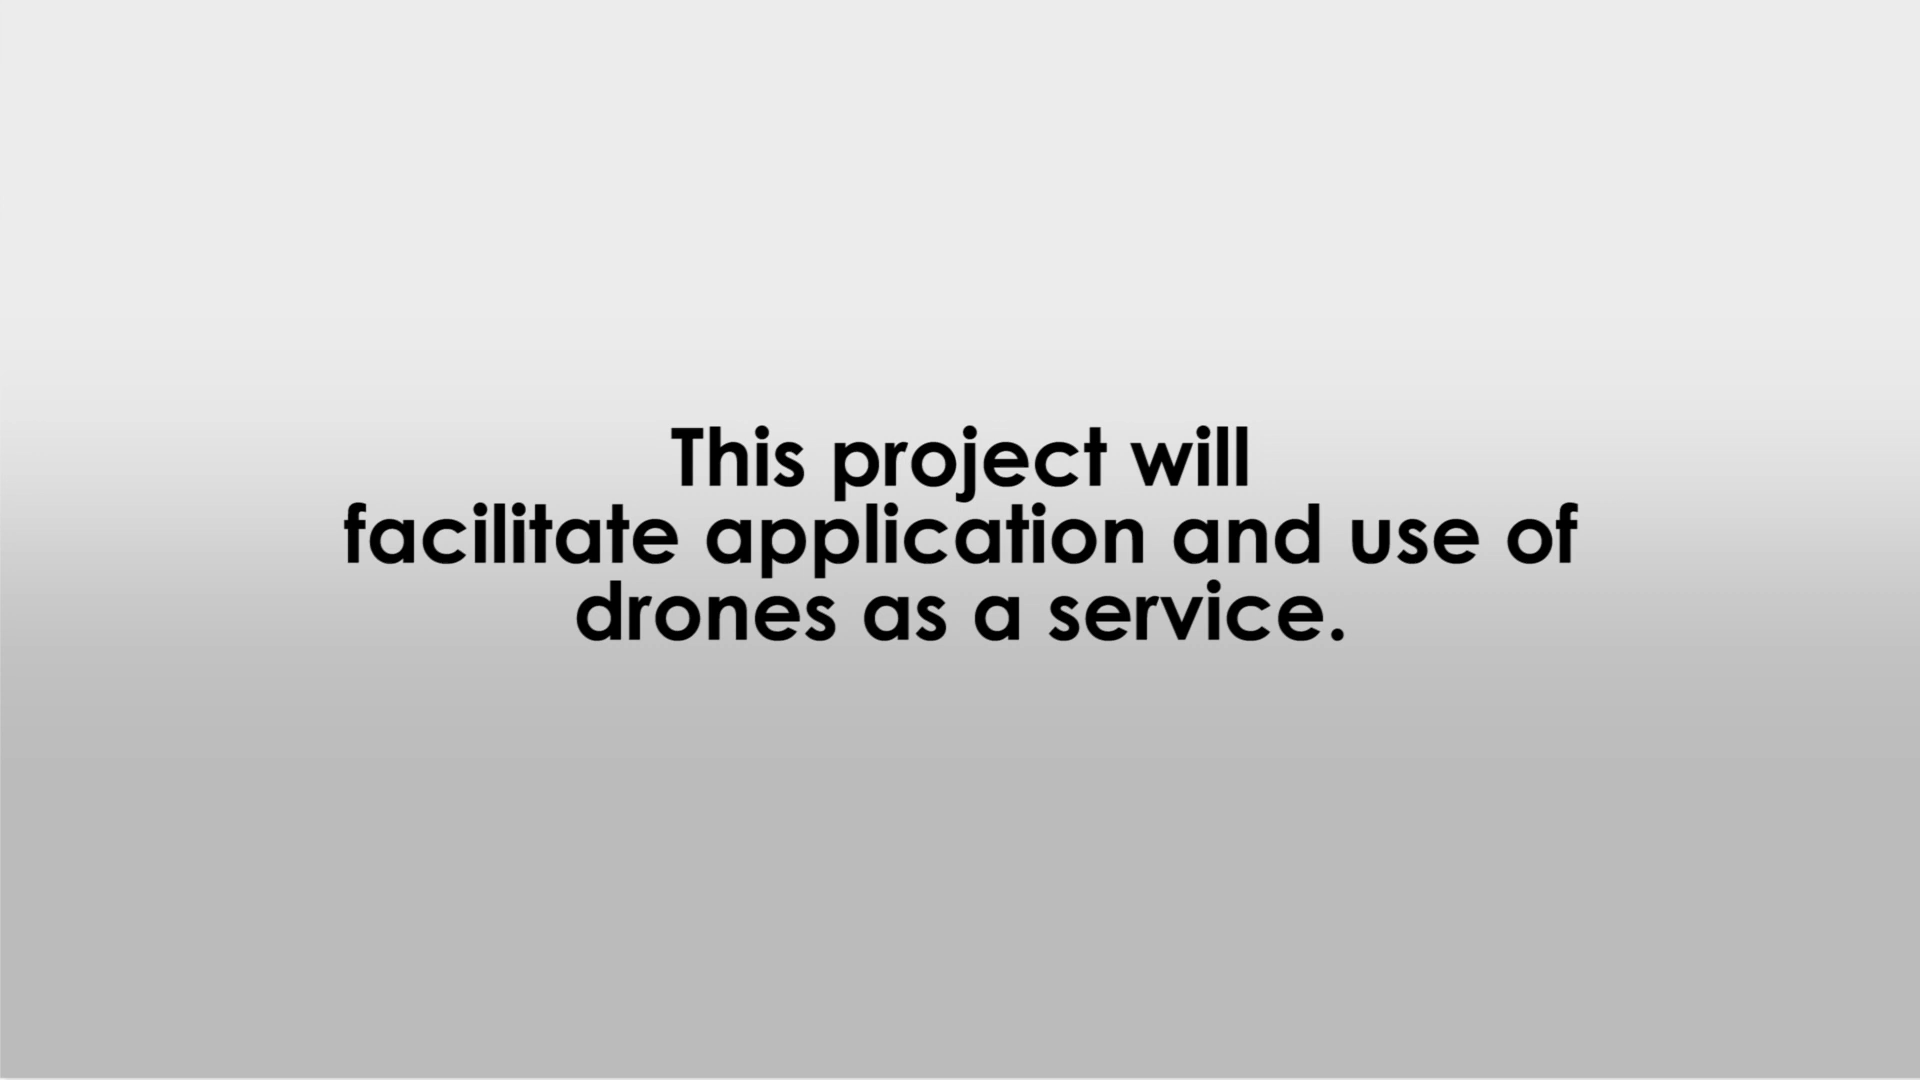 This project will
facilitate application and use of
drones as a service.